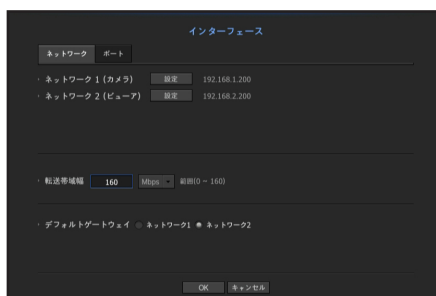 インターフェース
ネットワーク ポート
ネットワーク 1 (カメラ) 設定 192.168.1.200
ネットワーク 2 (ビューア) 設定 192.168.2.200
転送帯域幅 160 Mbps 範囲(0 ~ 160)
デフォルトゲートウェイ ネットワーク1 ネットワーク2
OK キャンセル